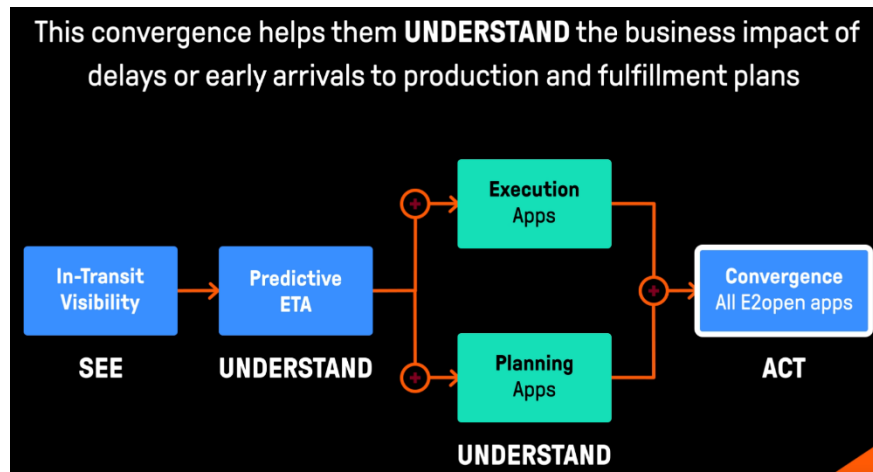 This convergence helps them UNDERSTAND the business impact of
delays or early arrivals to production and fulfillment plans
Execution
Apps
In-Transit
Visibility
Predictive
ETA
Convergence
All E2open apps
SEE
UNDERSTAND
Planning
Apps
ACT
UNDERSTAND